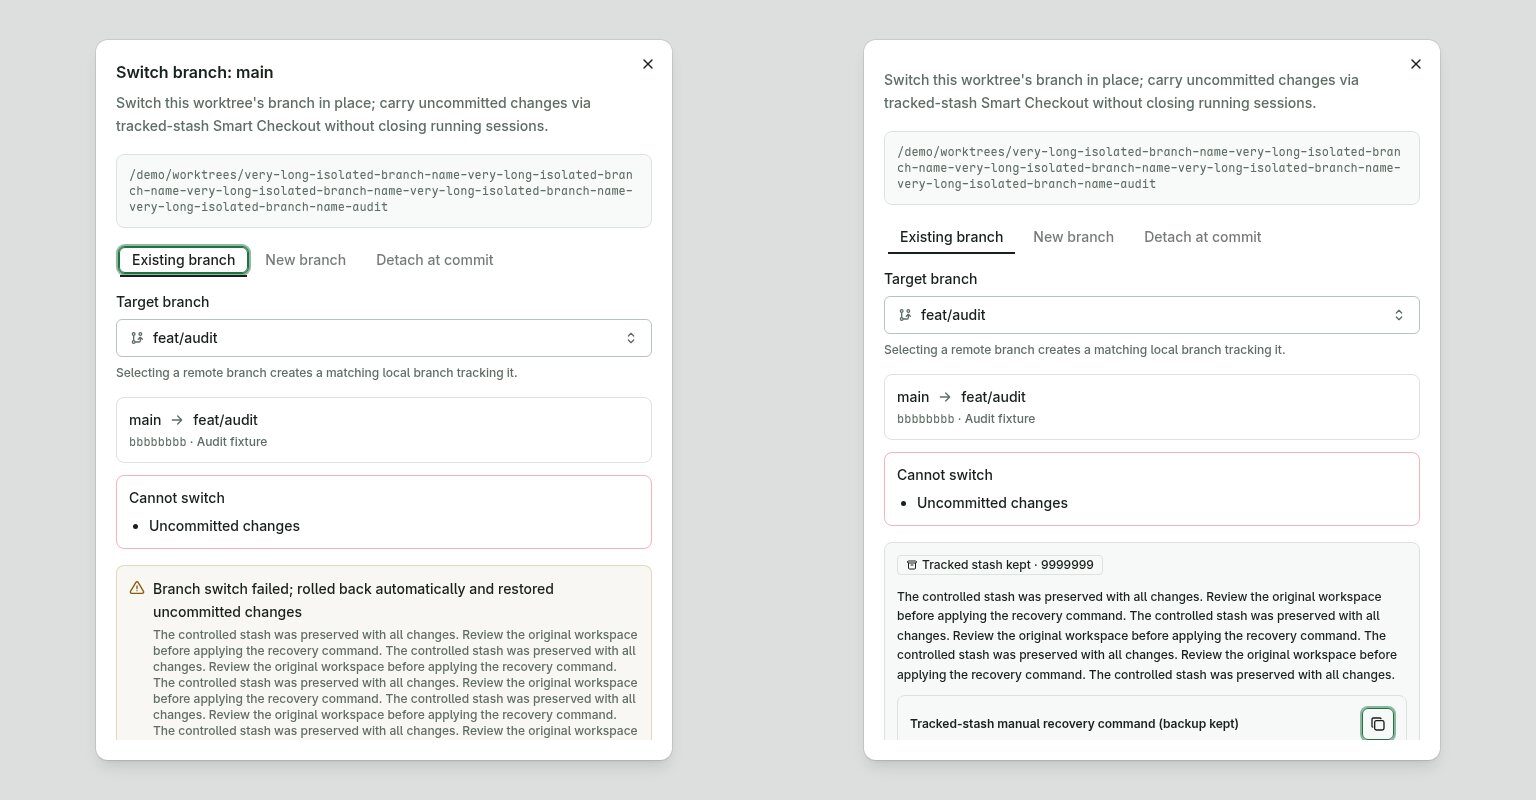 Switch branch: main
Switch this worktree's branch in place; carry uncommitted changes via
tracked-stash Smart Checkout without closing running sessions.
/demo/worktrees/very-long-isolated-branch-name-very-long-isolated-bran
ch-name-very-long-isolated-branch-name-very-long-isolated-branch-name-
very-long-isolated-branch-name-audit
Existing branch
New branch
Detach at commit
Target branch
feat/audit
Selecting a remote branch creates a matching local branch tracking it.
main → feat/audit
bbbbbbbb · Audit fixture
Cannot switch
• Uncommitted changes
Branch switch failed; rolled back automatically and restored
uncommitted changes
The controlled stash was preserved with all changes. Review the original workspace
before applying the recovery command. The controlled stash was preserved with all
changes. Review the original workspace before applying the recovery command.
The controlled stash was preserved with all changes. Review the original workspace
before applying the recovery command. The controlled stash was preserved with all
changes. Review the original workspace before applying the recovery command.
The controlled stash was preserved with all changes. Review the original workspace
Switch this worktree's branch in place; carry uncommitted changes via
tracked-stash Smart Checkout without closing running sessions.
/demo/worktrees/very-long-isolated-branch-name-very-long-isolated-bran
ch-name-very-long-isolated-branch-name-very-long-isolated-branch-name-
very-long-isolated-branch-name-audit
Existing branch
New branch
Detach at commit
Target branch
feat/audit
Selecting a remote branch creates a matching local branch tracking it.
main → feat/audit
bbbbbbbb · Audit fixture
Cannot switch
• Uncommitted changes
Tracked stash kept · 9999999
The controlled stash was preserved with all changes. Review the original workspace
before applying the recovery command. The controlled stash was preserved with all
changes. Review the original workspace before applying the recovery command. The
controlled stash was preserved with all changes. Review the original workspace before
applying the recovery command. The controlled stash was preserved with all changes.
Tracked-stash manual recovery command (backup kept)